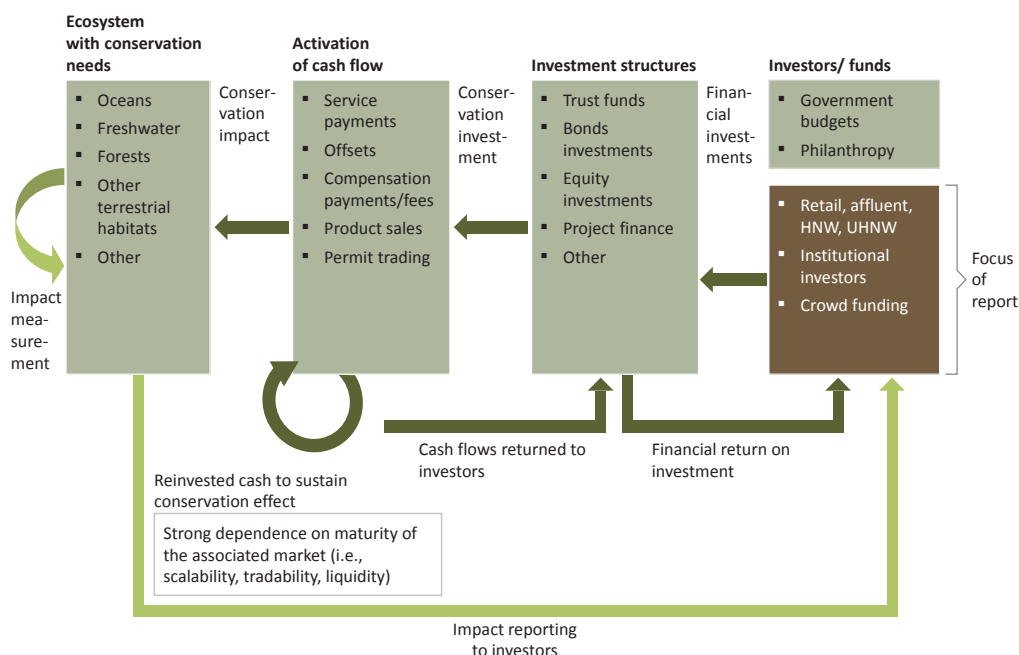 Ecosystem
with conservation
needs
Activation
of cash flow
Investment structures
Investors/ funds
▪ Oceans
▪ Freshwater
▪ Forests
▪ Other
terrestrial
habitats
▪ Other
Conser-
vation
impact
▪ Service
payments
▪ Offsets
▪ Compensation
payments/fees
▪ Product sales
▪ Permit trading
Conser-
vation
invest-
ment
▪ Trust funds
▪ Bonds
investments
▪ Equity
investments
▪ Project finance
▪ Other
Finan-
cial
invest-
ments
▪ Government
budgets
▪ Philanthropy
▪ Retail, affluent,
HNW, UHNW
▪ Institutional
investors
▪ Crowd funding
Focus
of
report
Impact
mea-
sure-
ment
Cash flows returned to
investors
Financial return on
investment
Reinvested cash to sustain
conservation effect
Strong dependence on maturity of
the associated market (i.e.,
scalability, tradability, liquidity)
Impact reporting
to investors